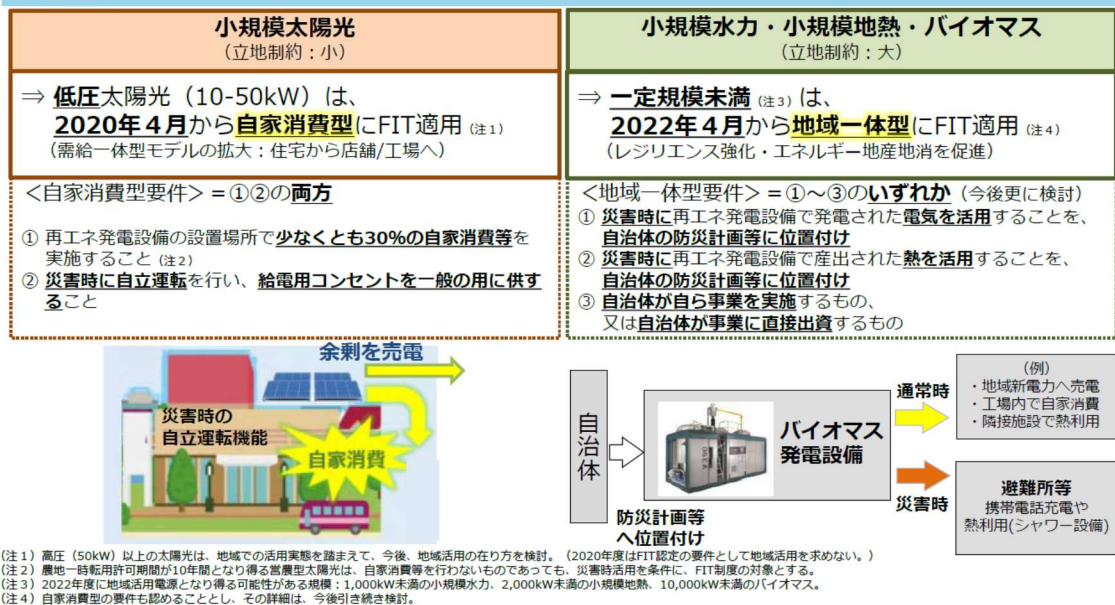 小規模太陽光
（立地制約：小）
⇒ 低圧太陽光（10-50kW）は、
2020年４月から自家消費型にFIT適用（注１）
（需給一体型モデルの拡大：住宅から店舗/工場へ）
＜自家消費型要件＞＝①②の両方
① 再エネ発電設備の設置場所で少なくとも30％の自家消費等を
実施すること（注２）
② 災害時に自立運転を行い、給電用コンセントを一般の用に供す
ること
余剰を売電
災害時の
自立運転機能
自家消費
小規模水力・小規模地熱・バイオマス
（立地制約：大）
⇒ 一定規模未満（注３）は、
2022年４月から地域一体型にFIT適用（注４）
（レジリエンス強化・エネルギー地産地消を促進）
＜地域一体型要件＞＝①～③のいずれか（今後更に検討）
① 災害時に再エネ発電設備で発電された電気を活用することを、
自治体の防災計画等に位置付け
② 災害時に再エネ発電設備で産出された熱を活用することを、
自治体の防災計画等に位置付け
③ 自治体が自ら事業を実施するもの、
又は自治体が事業に直接出資するもの
自治体
防災計画等
へ位置付け
バイオマス
発電設備
通常時
（例）
・地域新電力へ売電
・工場内で自家消費
・隣接施設で熱利用
災害時
避難所等
携帯電話充電や
熱利用(シャワー設備)
（注１）高圧（50kW）以上の太陽光は、地域での活用実態を踏まえて、今後、地域活用の在り方を検討。（2020年度はFIT認定の要件として地域活用を求めない。）
（注２）農地一時転用許可期間が10年間となり得る営農型太陽光は、自家消費等を行わないものであっても、災害時活用を条件に、FIT制度の対象とする。
（注３）2022年度に地域活用電源となり得る可能性がある規模：1,000kW未満の小規模水力、2,000kW未満の小規模地熱、10,000kW未満のバイオマス。
（注４）自家消費型の要件も認めることとし、その詳細は、今後引き続き検討。